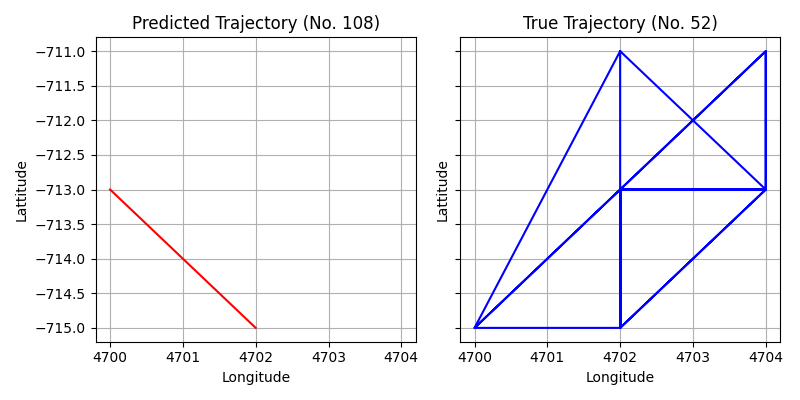 Predicted Trajectory (No. 108)
True Trajectory (No. 52)
−711.0
−711.5
−712.0
−712.5
−713.0
−713.5
−714.0
−714.5
−715.0
Lattitude
Lattitude
4700 4701 4702 4703 4704
4700 4701 4702 4703 4704
Longitude
Longitude